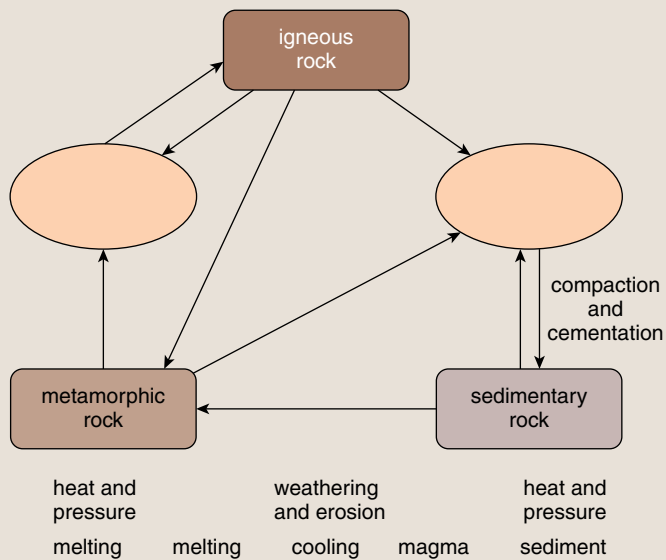 igneous
rock
compaction
and
cementation
metamorphic
rock
sedimentary
rock
heat and
pressure
weathering
and erosion
heat and
pressure
melting melting cooling magma sediment